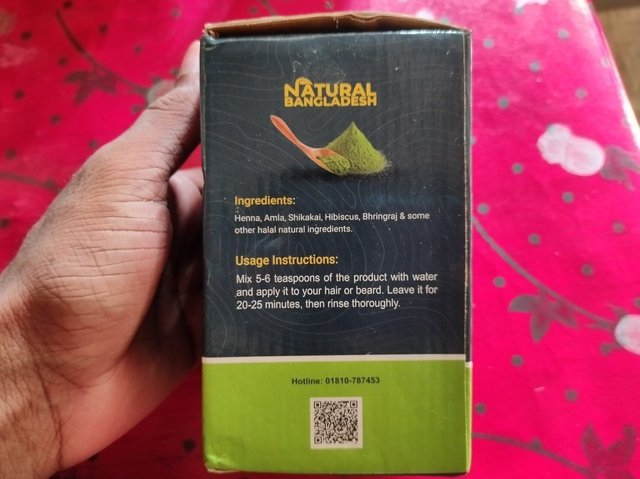 NATURAL
BANGLADESH
Ingredients:
Henna, Amla, Shikakai, Hibiscus, Bhringraj & some
other halal natural ingredients.
Usage Instructions:
Mix 5-6 teaspoons of the product with water
and apply it to your hair or beard. Leave it for
20-25 minutes, then rinse thoroughly.
Hotline: 01810-787453